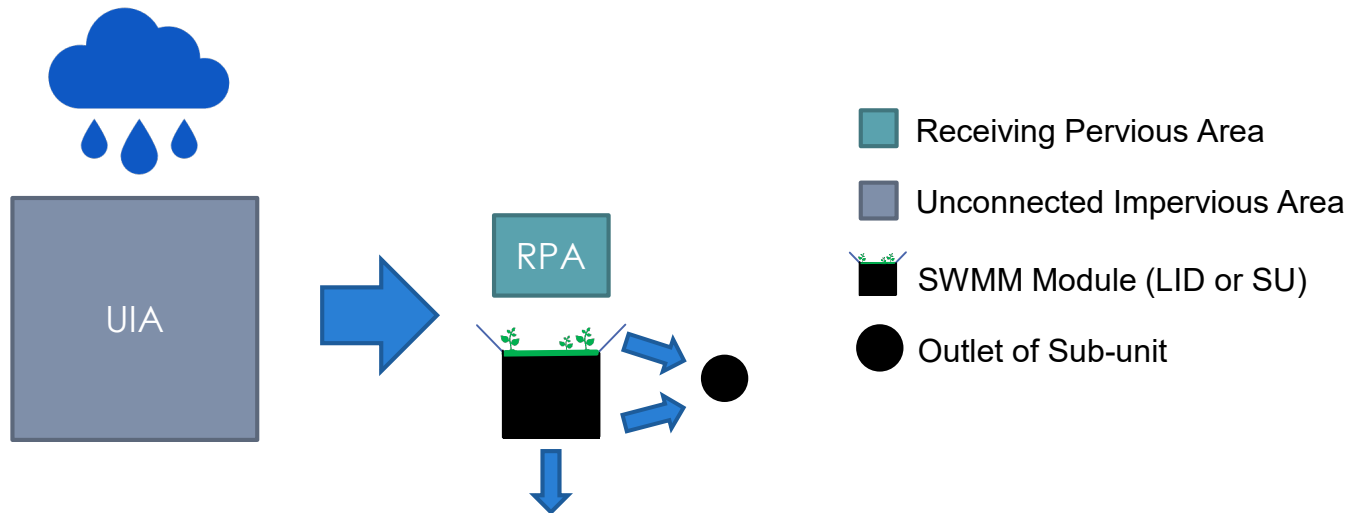 UIA
RPA
Receiving Pervious Area
Unconnected Impervious Area
SWMM Module (LID or SU)
Outlet of Sub-unit